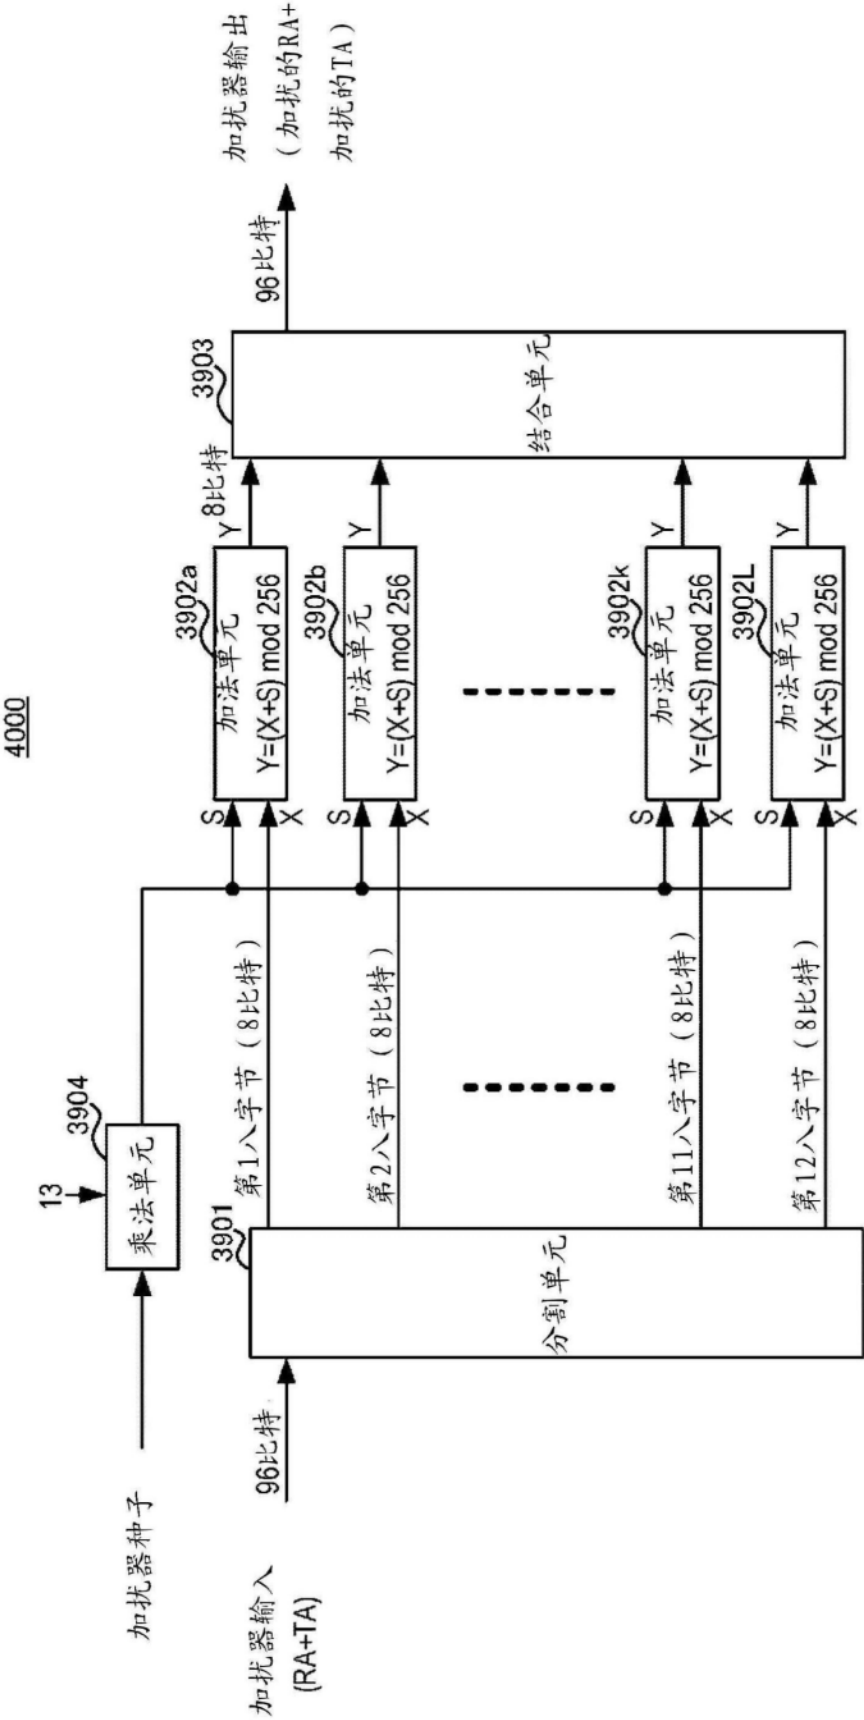 4000
加扰器种子
13
3904
乘法单元
加扰器输入
(RA+TA)
96比特
3901
分割单元
第1八字节（8比特）
第2八字节（8比特）
第11八字节（8比特）
第12八字节（8比特）
S
X
3902a
加法单元
Y=(X+S) mod 256
Y
8比特
S
X
3902b
加法单元
Y=(X+S) mod 256
Y
S
X
3902k
加法单元
Y=(X+S) mod 256
Y
S
X
3902L
加法单元
Y=(X+S) mod 256
Y
3903
结合单元
96比特
加扰器输出
（加扰的RA+
加扰的TA）